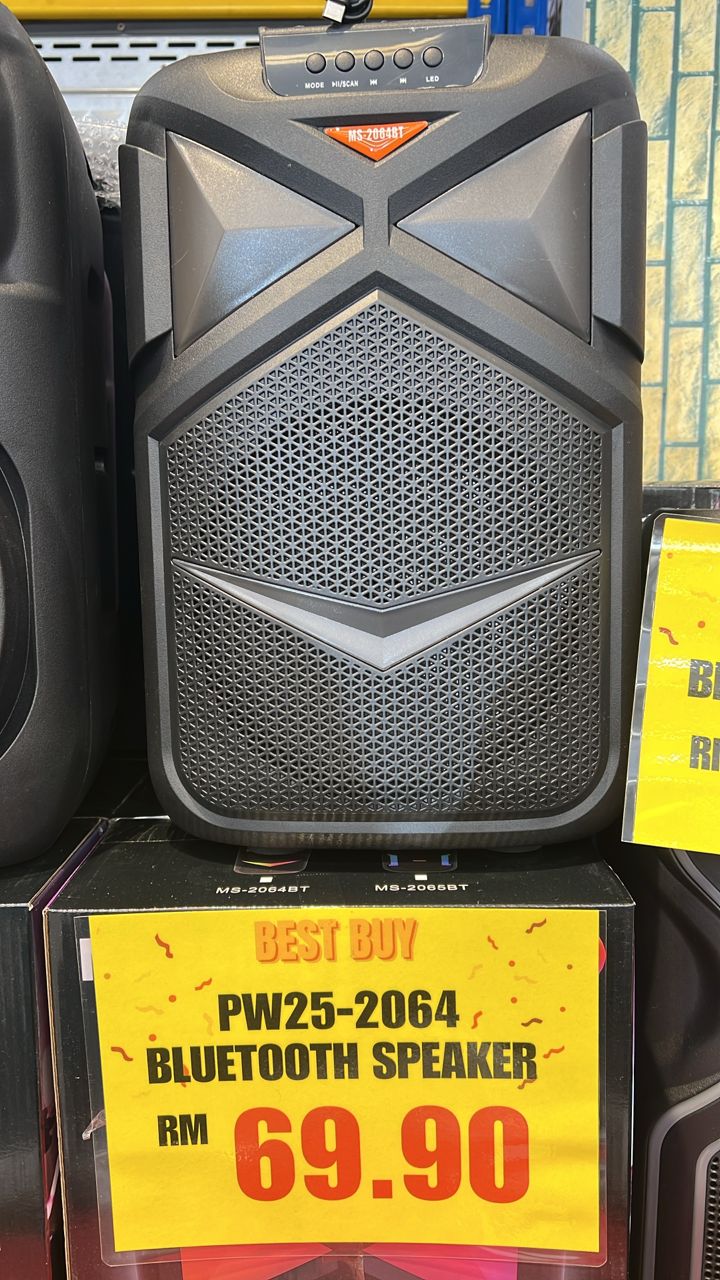 MODE ▶II/SCAN ⏮ ⏭ LED
MS-2064BT
MS-2064BT MS-2065BT
BEST BUY
PW25-2064
BLUETOOTH SPEAKER
RM 69.90